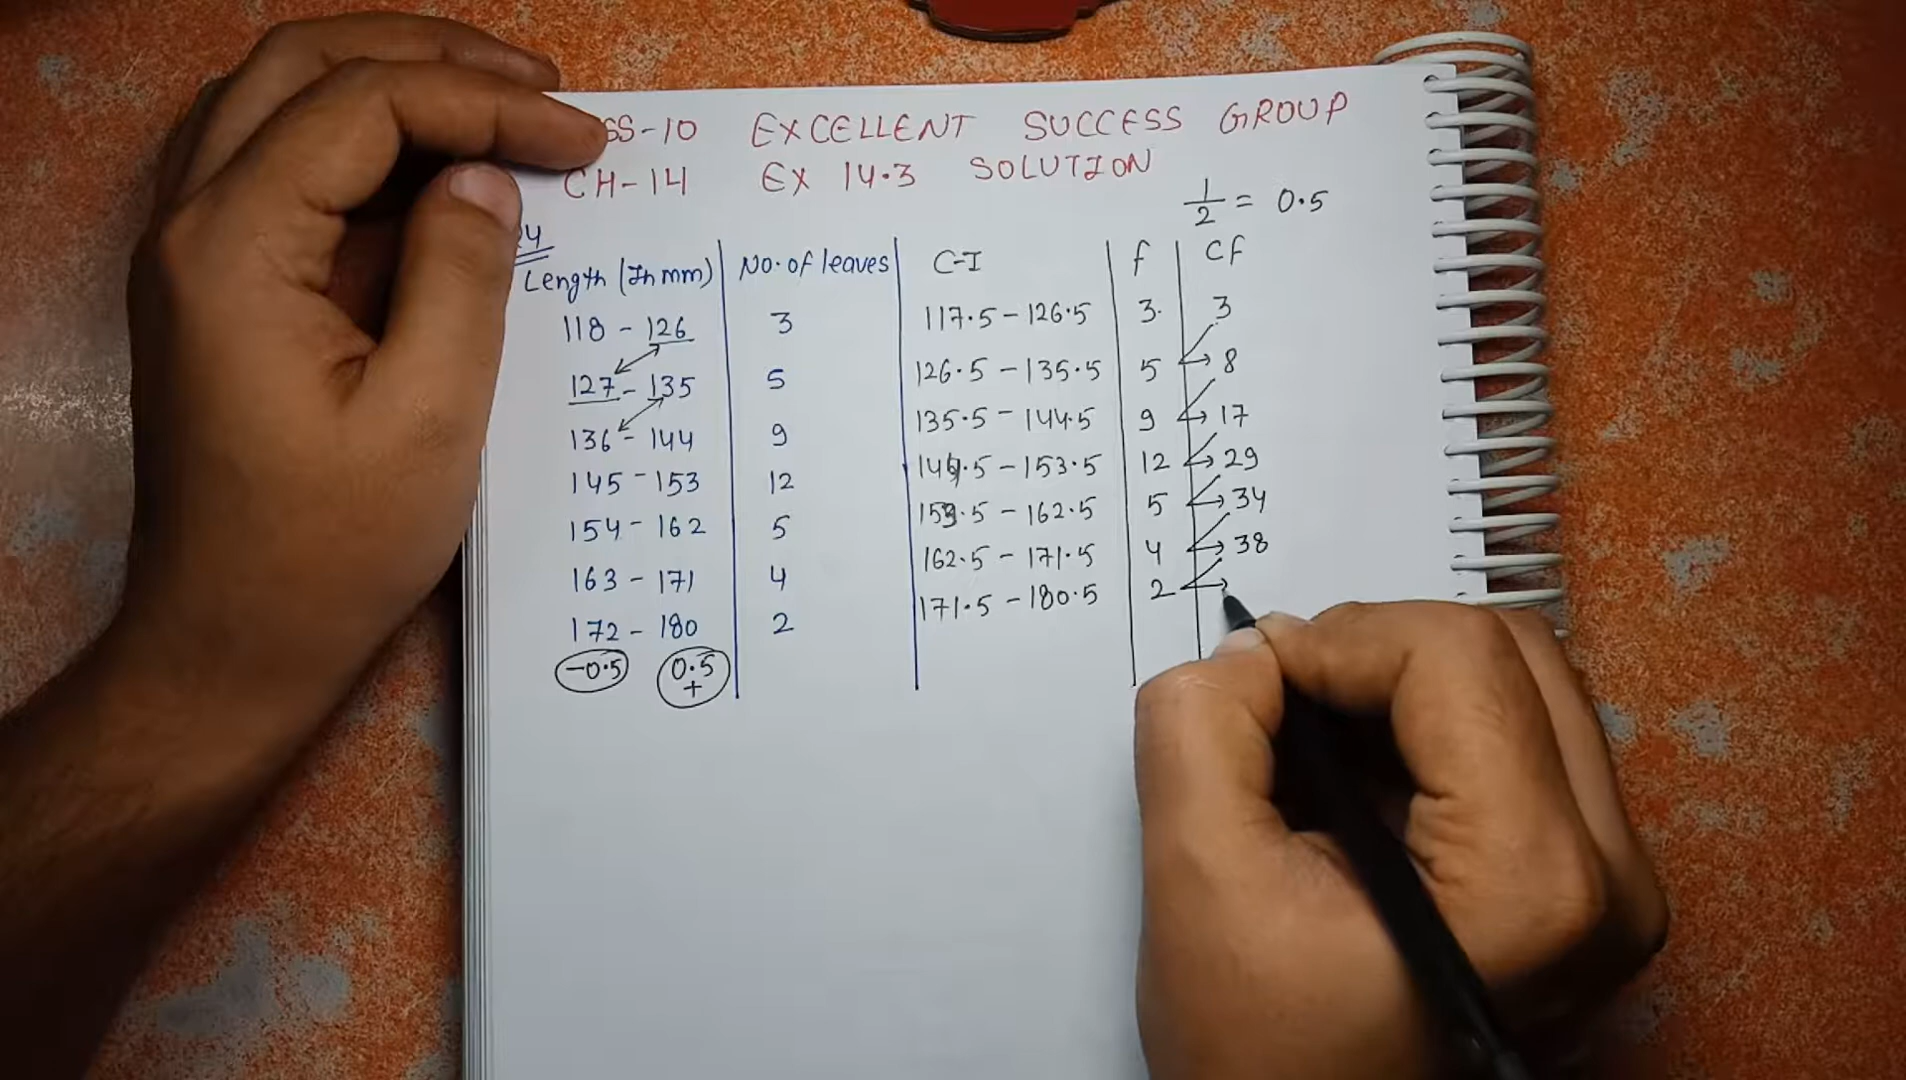 SS-10 EXCELLENT SUCCESS GROUP
CH-14 EX 14.3 SOLUTION
1/2 = 0.5
4
Length (In mm) No. of leaves C-I f CF
118 - 126 3 117.5 - 126.5 3. 3
127 - 135 5 126.5 - 135.5 5 8
136 - 144 9 135.5 - 144.5 9 17
145 - 153 12 144.5 - 153.5 12 29
154 - 162 5 153.5 - 162.5 5 34
163 - 171 4 162.5 - 171.5 4 38
172 - 180 2 171.5 - 180.5 2
-0.5 0.5
+